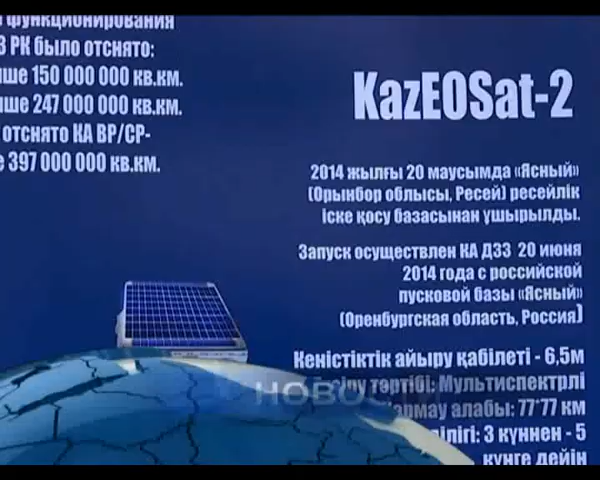 функционирования
З РК было отснято:
ше 150 000 000 кв.км.
ше 247 000 000 кв.км.
отснято КА ВР/СР-
е 397 000 000 кв.км.
KazEOSat-2
2014 жылғы 20 маусымда «Ясный»
(Орынбор облысы, Ресей) ресейлік
іске қосу базасынан ұшырылды.
Запуск осуществлен КА ДЗЗ 20 июня
2014 года с российской
пусковой базы «Ясный»
(Оренбургская область, Россия)
Кеністіктік айыру қабілеті - 6,5м
тәртібі: Мультиспектрлі
алабы: 77*77 км
ілігі: 3 күннен - 5
күнге дейін
НОВОСТИ